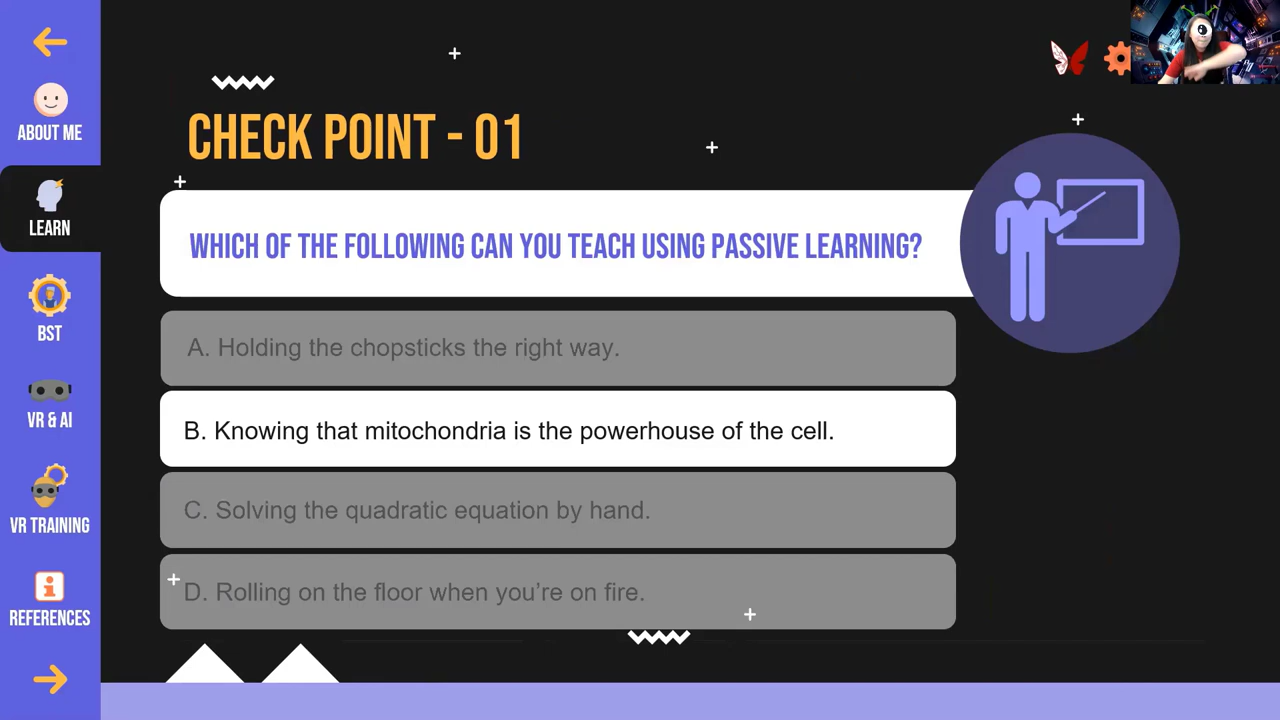 ABOUT ME
LEARN
BST
VR & AI
VR TRAINING
REFERENCES
CHECK POINT - 01
WHICH OF THE FOLLOWING CAN YOU TEACH USING PASSIVE LEARNING?
A. Holding the chopsticks the right way.
B. Knowing that mitochondria is the powerhouse of the cell.
C. Solving the quadratic equation by hand.
D. Rolling on the floor when you’re on fire.